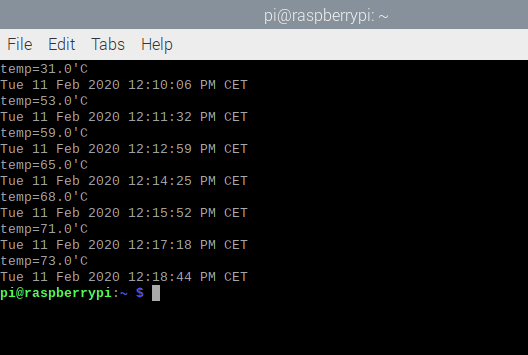 pi@raspberrypi: ~
File Edit Tabs Help
temp=31.0'C
Tue 11 Feb 2020 12:10:06 PM CET
temp=53.0'C
Tue 11 Feb 2020 12:11:32 PM CET
temp=59.0'C
Tue 11 Feb 2020 12:12:59 PM CET
temp=65.0'C
Tue 11 Feb 2020 12:14:25 PM CET
temp=68.0'C
Tue 11 Feb 2020 12:15:52 PM CET
temp=71.0'C
Tue 11 Feb 2020 12:17:18 PM CET
temp=73.0'C
Tue 11 Feb 2020 12:18:44 PM CET
pi@raspberrypi:~ $